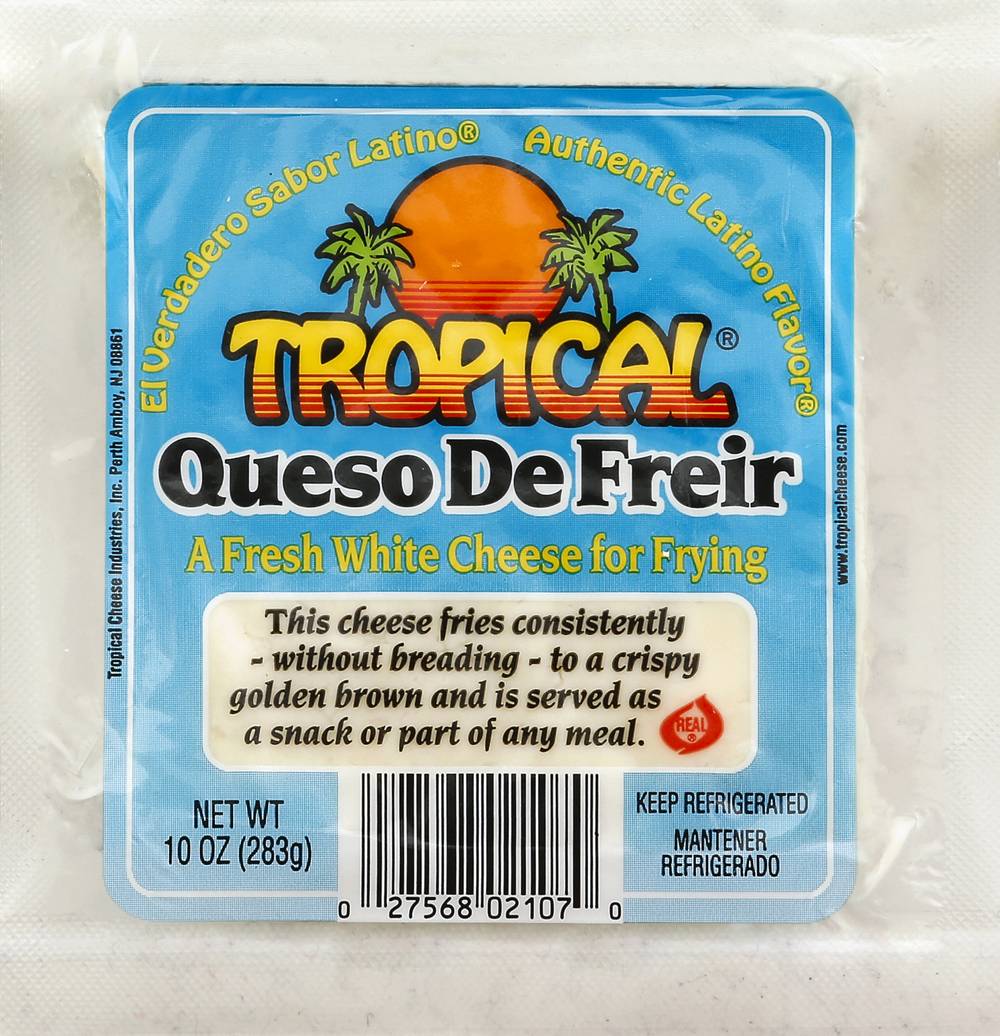 El Verdadero Sabor Latino®
Authentic Latino Flavor®
TROPICAL®
Queso De Freir
A Fresh White Cheese for Frying
This cheese fries consistently
- without breading - to a crispy
golden brown and is served as
a snack or part of any meal.
REAL®
NET WT
10 OZ (283g)
KEEP REFRIGERATED
MANTENER
REFRIGERADO
0 27568 02107 0
Tropical Cheese Industries, Inc. Perth Amboy, NJ 08861
www.tropicalcheese.com